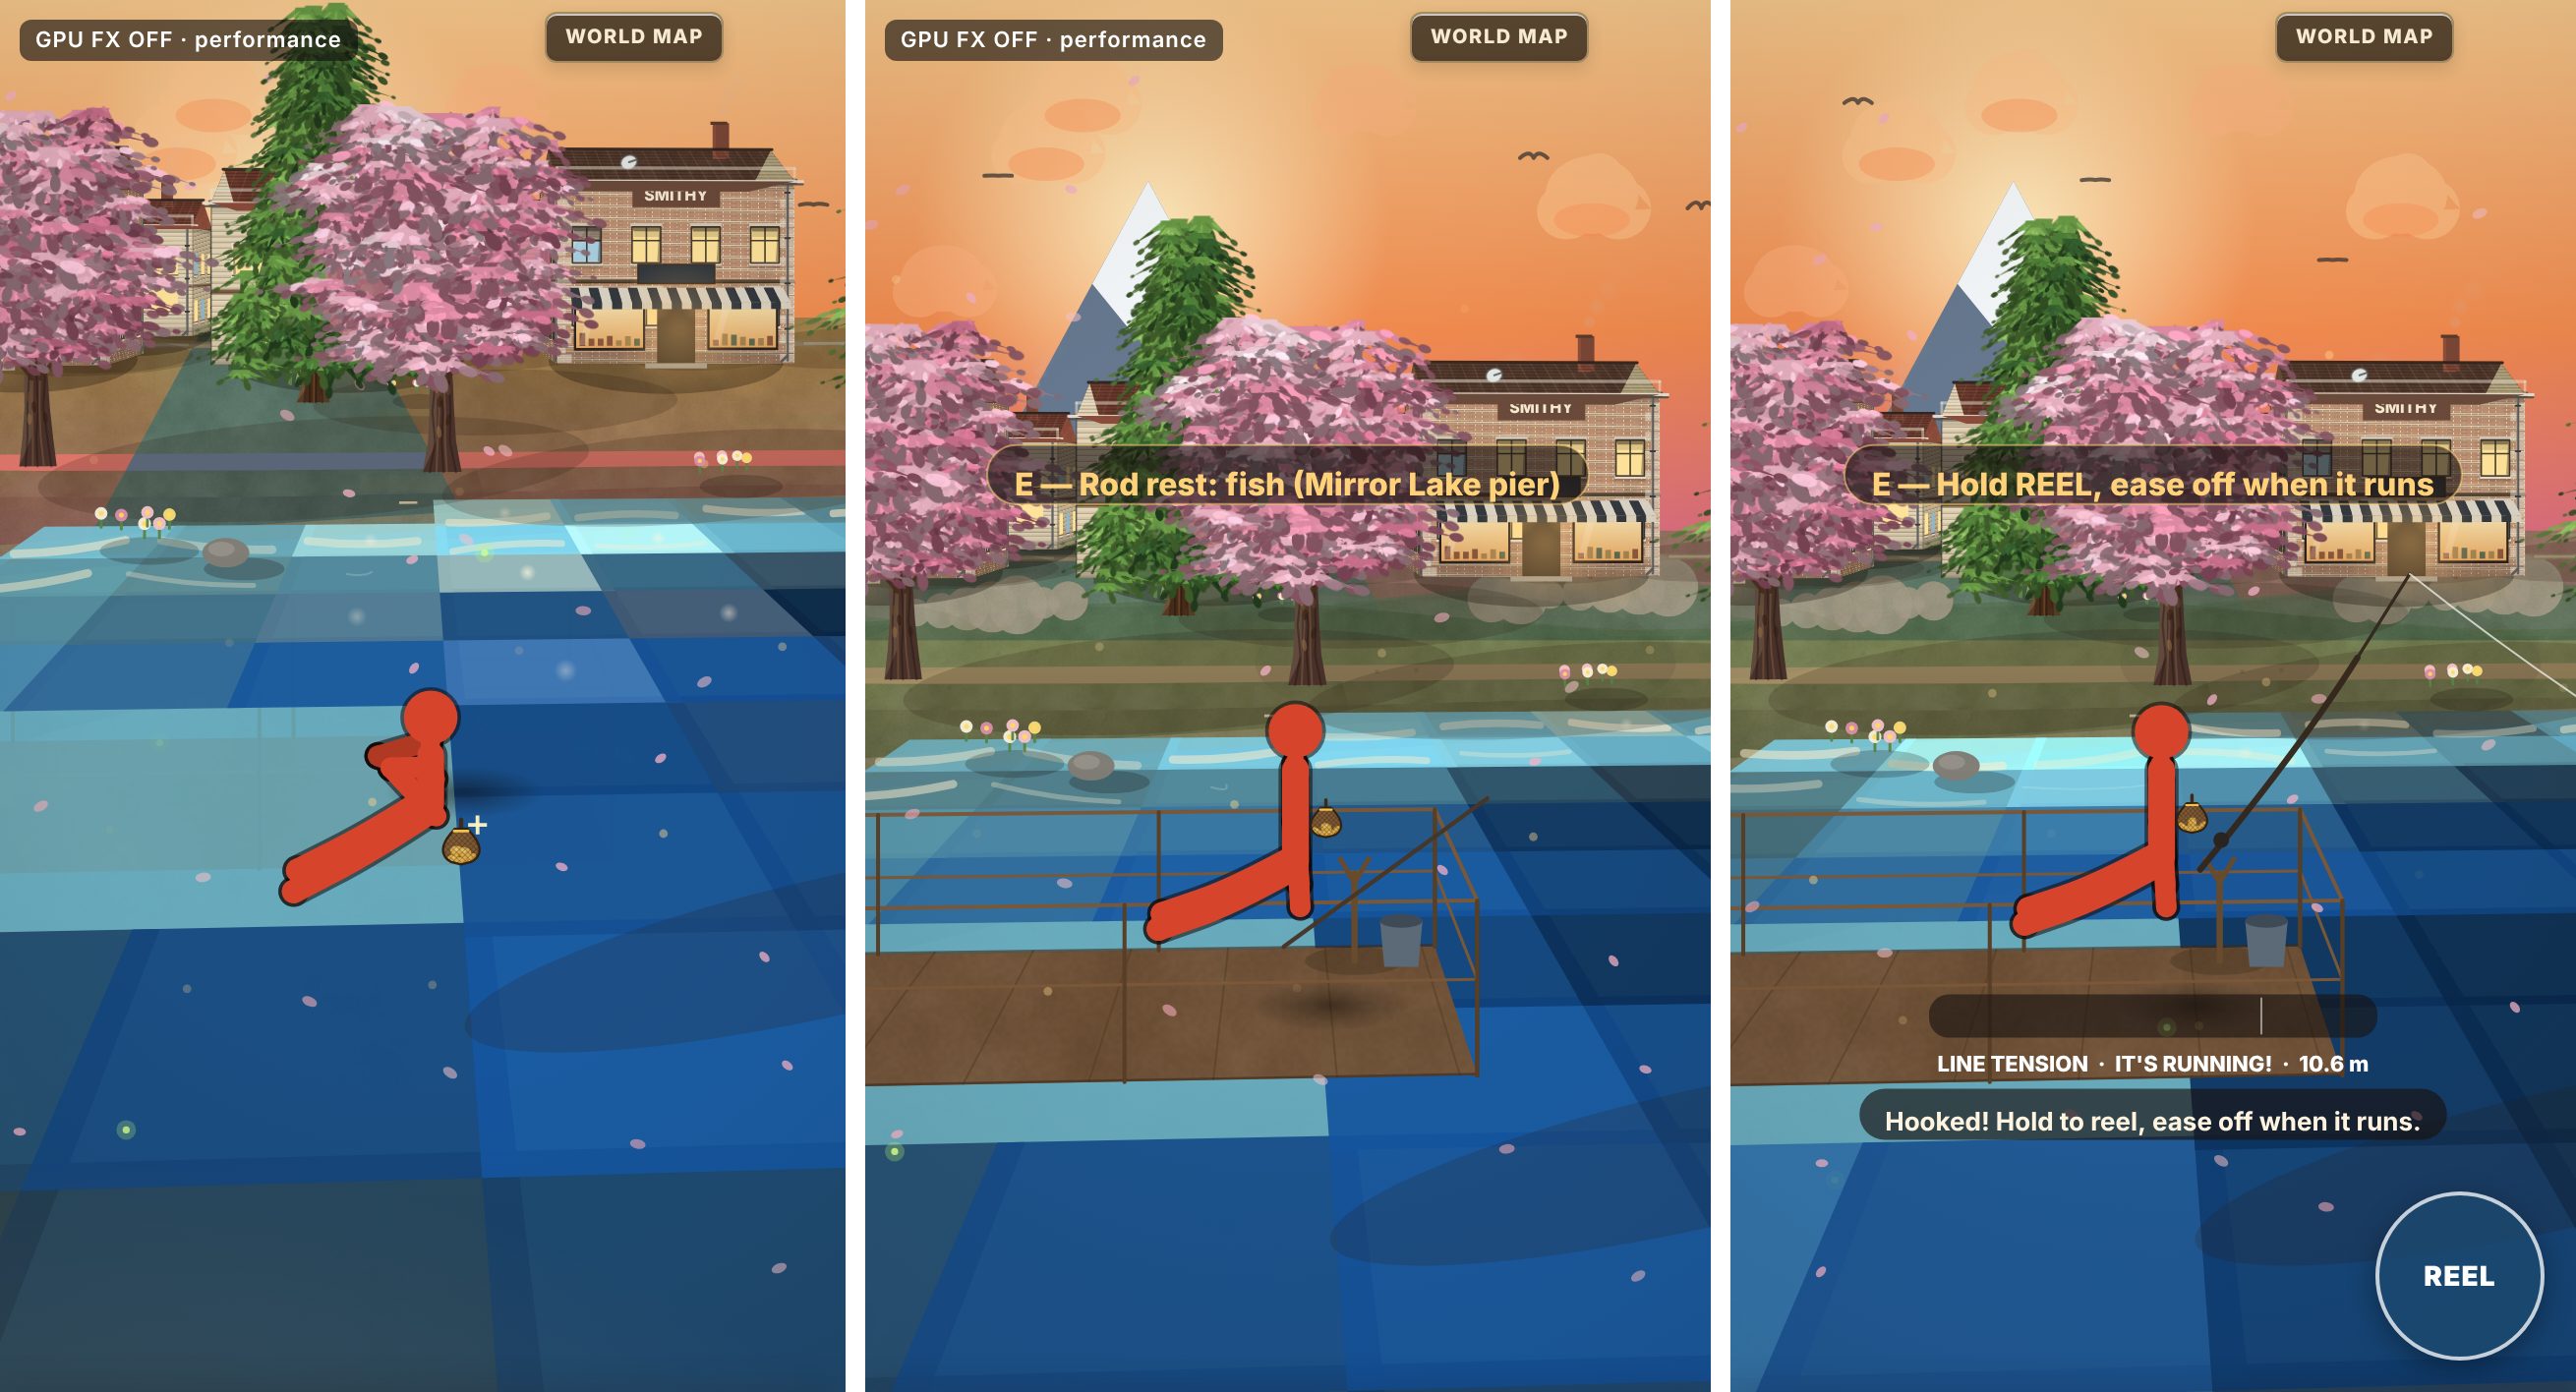 GPU FX OFF · performance
WORLD MAP
SMITHY
GPU FX OFF · performance
WORLD MAP
SMITHY
E — Rod rest: fish (Mirror Lake pier)
WORLD MAP
SMITHY
E — Hold REEL, ease off when it runs
LINE TENSION · IT'S RUNNING! · 10.6 m
Hooked! Hold to reel, ease off when it runs.
REEL